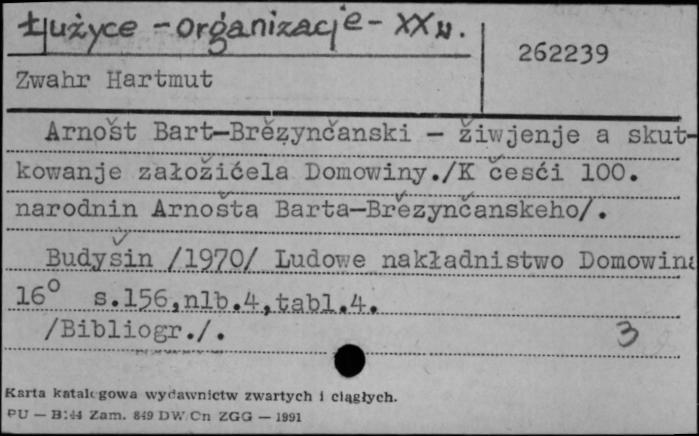 Łużyce - organizacje - XX w.
262239
Zwahr Hartmut
Arnošt Bart-Brězynčanski - žiwjenje a skut-
kowanje założićela Domowiny./K česći 100.
narodnin Arnošta Barta-Brězynčanskeho/.
Budyšin /1970/ Ludowe nakładnistwo Domowina
16° s.156,nlb.4,tabl.4.
/Bibliogr./.
3
Karta katalogowa wydawnictw zwartych i ciągłych.
PU — B:44 Zam. 849 DW Cn ZGG — 1991